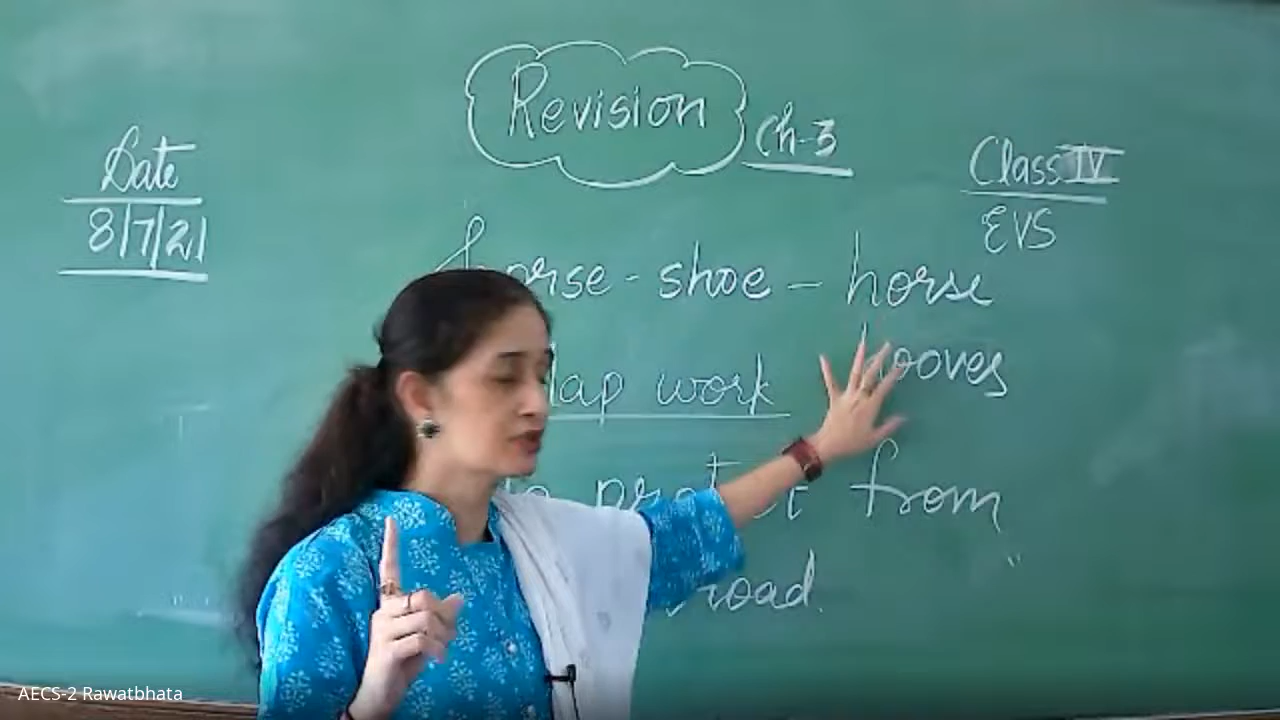 Revision
Ch-3
Date
8/7/21
Class IV
EVS
horse - shoe - horse
hooves
work
protect from
road.
AECS-2 Rawatbhata